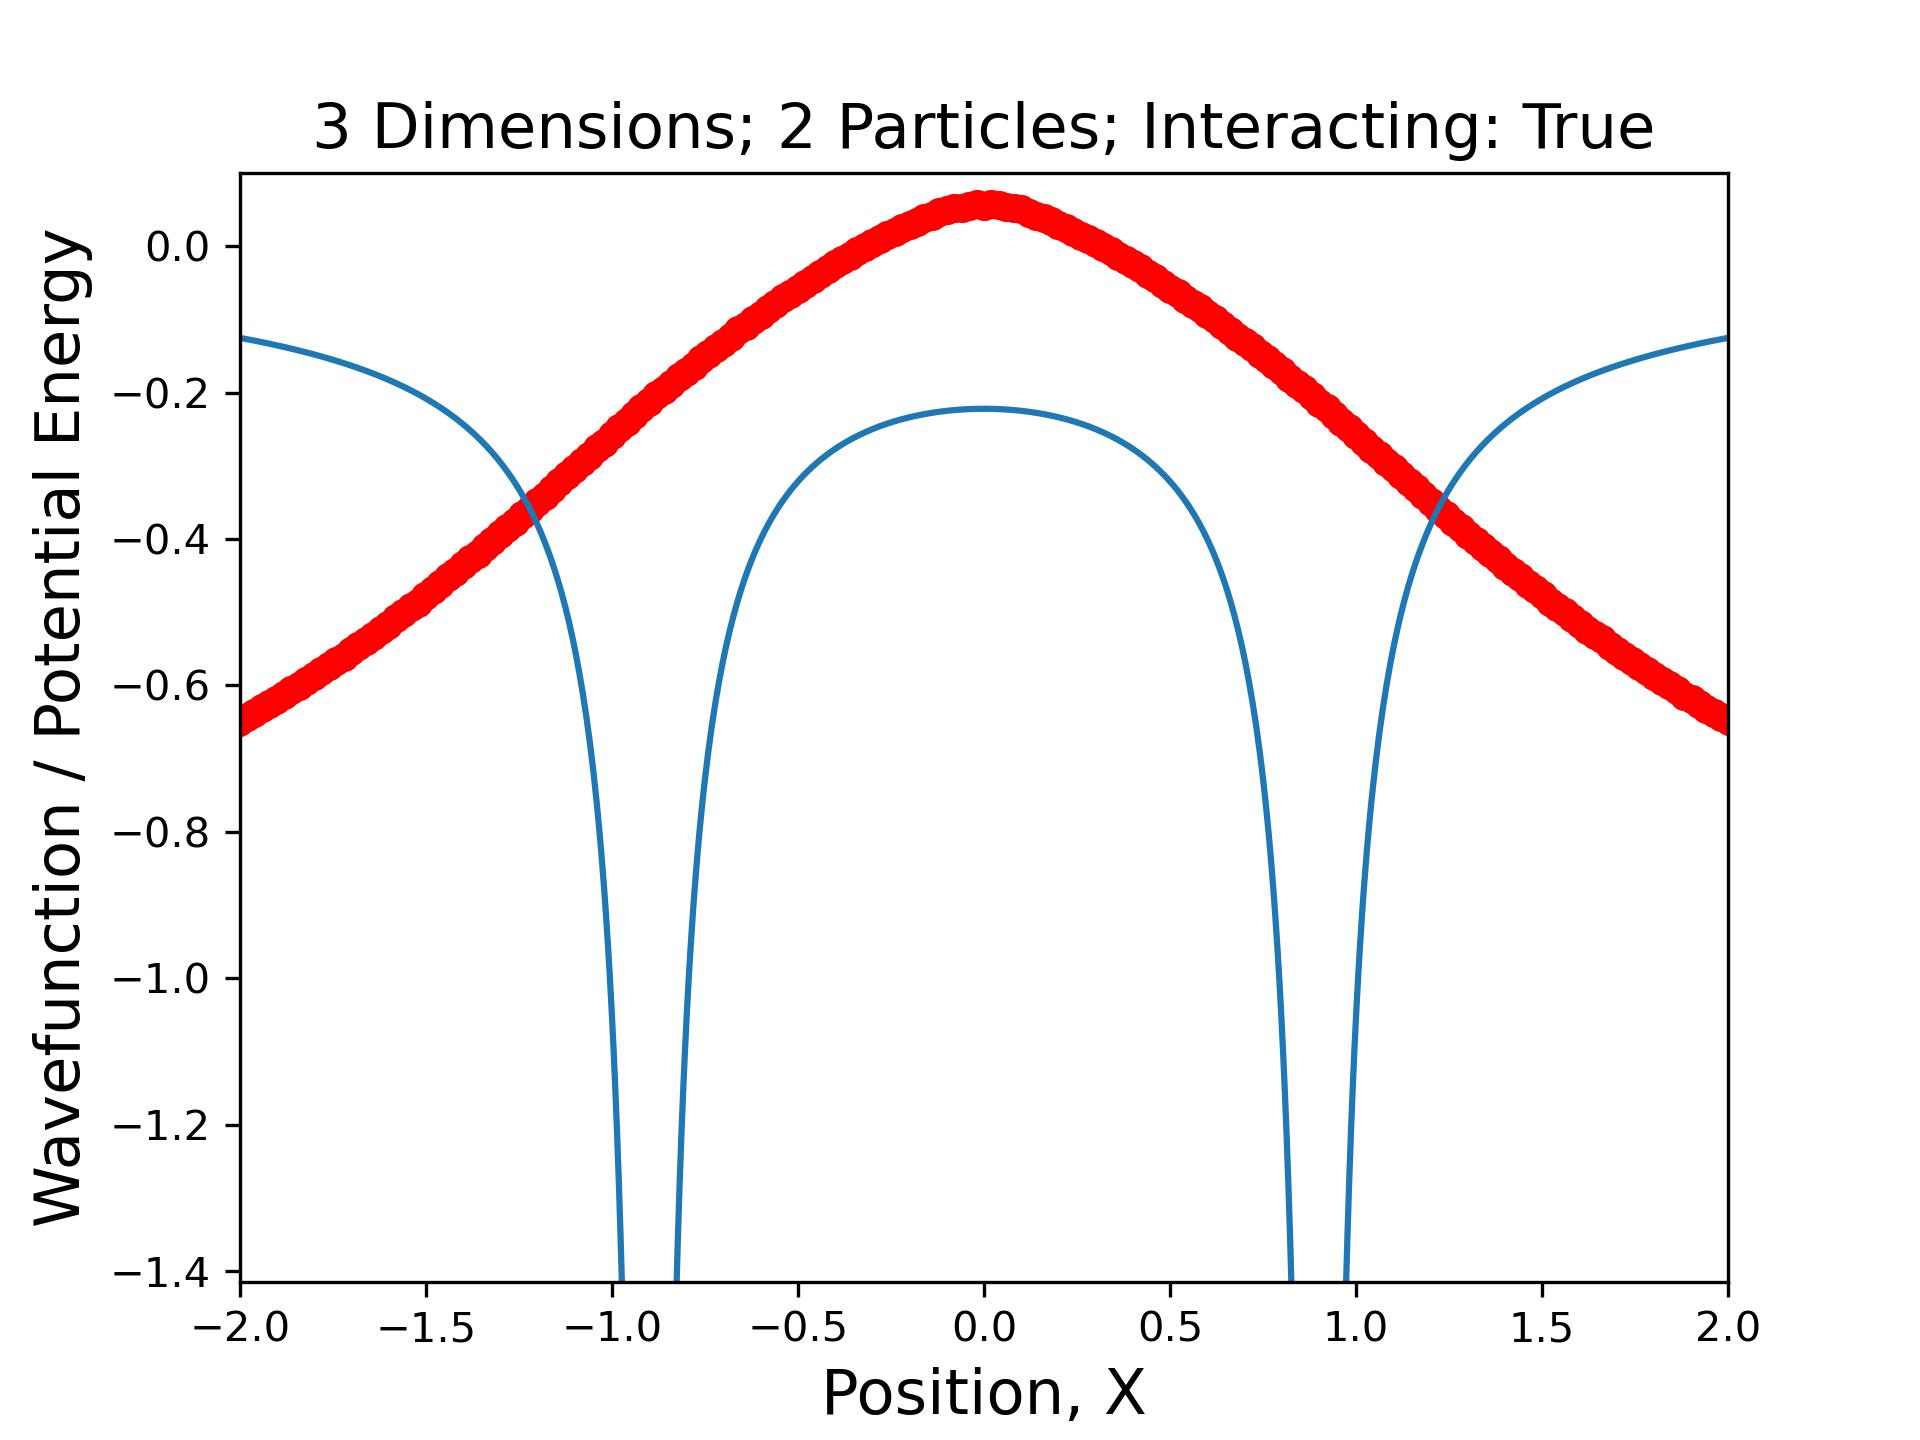 3 Dimensions; 2 Particles; Interacting: True
Wavefunction / Potential Energy
0.0
−0.2
−0.4
−0.6
−0.8
−1.0
−1.2
−1.4
−2.0 −1.5 −1.0 −0.5 0.0 0.5 1.0 1.5 2.0
Position, X